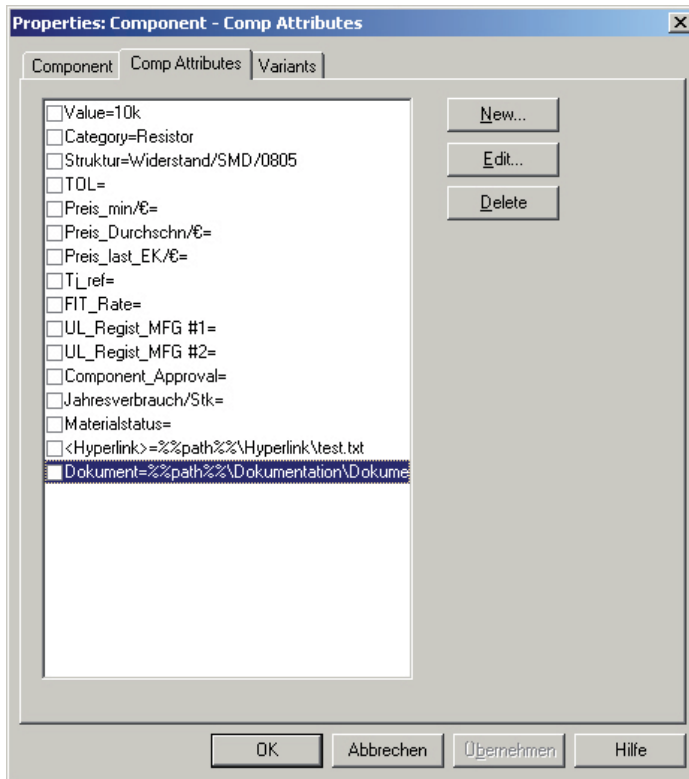 Properties: Component - Comp Attributes
Component Comp Attributes Variants
Value=10k
Category=Resistor
Struktur=Widerstand/SMD/0805
TOL=
Preis_min/€=
Preis_Durchschn/€=
Preis_last_EK/€=
Tj_ref=
FIT_Rate=
UL_Regist_MFG #1=
UL_Regist_MFG #2=
Component_Approval=
Jahresverbrauch/Stk=
Materialstatus=
<Hyperlink>=%%path%%\Hyperlink\test.txt
Dokument=%%path%%\Dokumentation\Dokume
New...
Edit...
Delete
OK Abbrechen Übernehmen Hilfe